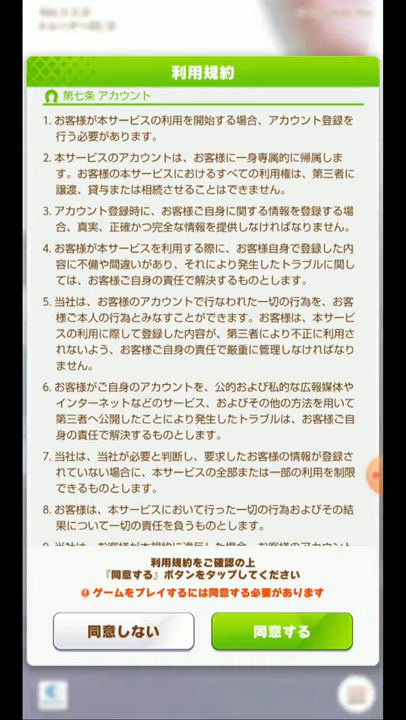 利用規約
第七条 アカウント
1. お客様が本サービスの利用を開始する場合、アカウント登録を
行う必要があります。
2. 本サービスのアカウントは、お客様に一身専属的に帰属しま
す。お客様の本サービスにおけるすべての利用権は、第三者に
譲渡、貸与または相続させることはできません。
3. アカウント登録時に、お客様ご自身に関する情報を登録する場
合、真実、正確かつ完全な情報を提供しなければなりません。
4. お客様が本サービスを利用する際に、お客様自身で登録した内
容に不備や間違いがあり、それにより発生したトラブルに関し
ては、お客様ご自身の責任で解決するものとします。
5. 当社は、お客様のアカウントで行なわれた一切の行為を、お客
様ご本人の行為とみなすことができます。お客様は、本サービ
スの利用に際して登録した内容が、第三者により不正に利用さ
れないよう、お客様ご自身の責任で厳重に管理しなければなり
ません。
6. お客様がご自身のアカウントを、公的および私的な広報媒体や
インターネットなどのサービス、およびその他の方法を用いて
第三者へ公開したことにより発生したトラブルは、お客様ご自
身の責任で解決するものとします。
7. 当社は、当社が必要と判断し、要求したお客様の情報が登録さ
れていない場合に、本サービスの全部または一部の利用を制限
できるものとします。
8. お客様は、本サービスにおいて行った一切の行為およびその結
果について一切の責任を負うものとします。
9. 当社は、お客様が本規約に違反した場合、お客様のアカウント
利用規約をご確認の上
『同意する』ボタンをタップしてください
ゲームをプレイするには同意する必要があります
同意しない
同意する